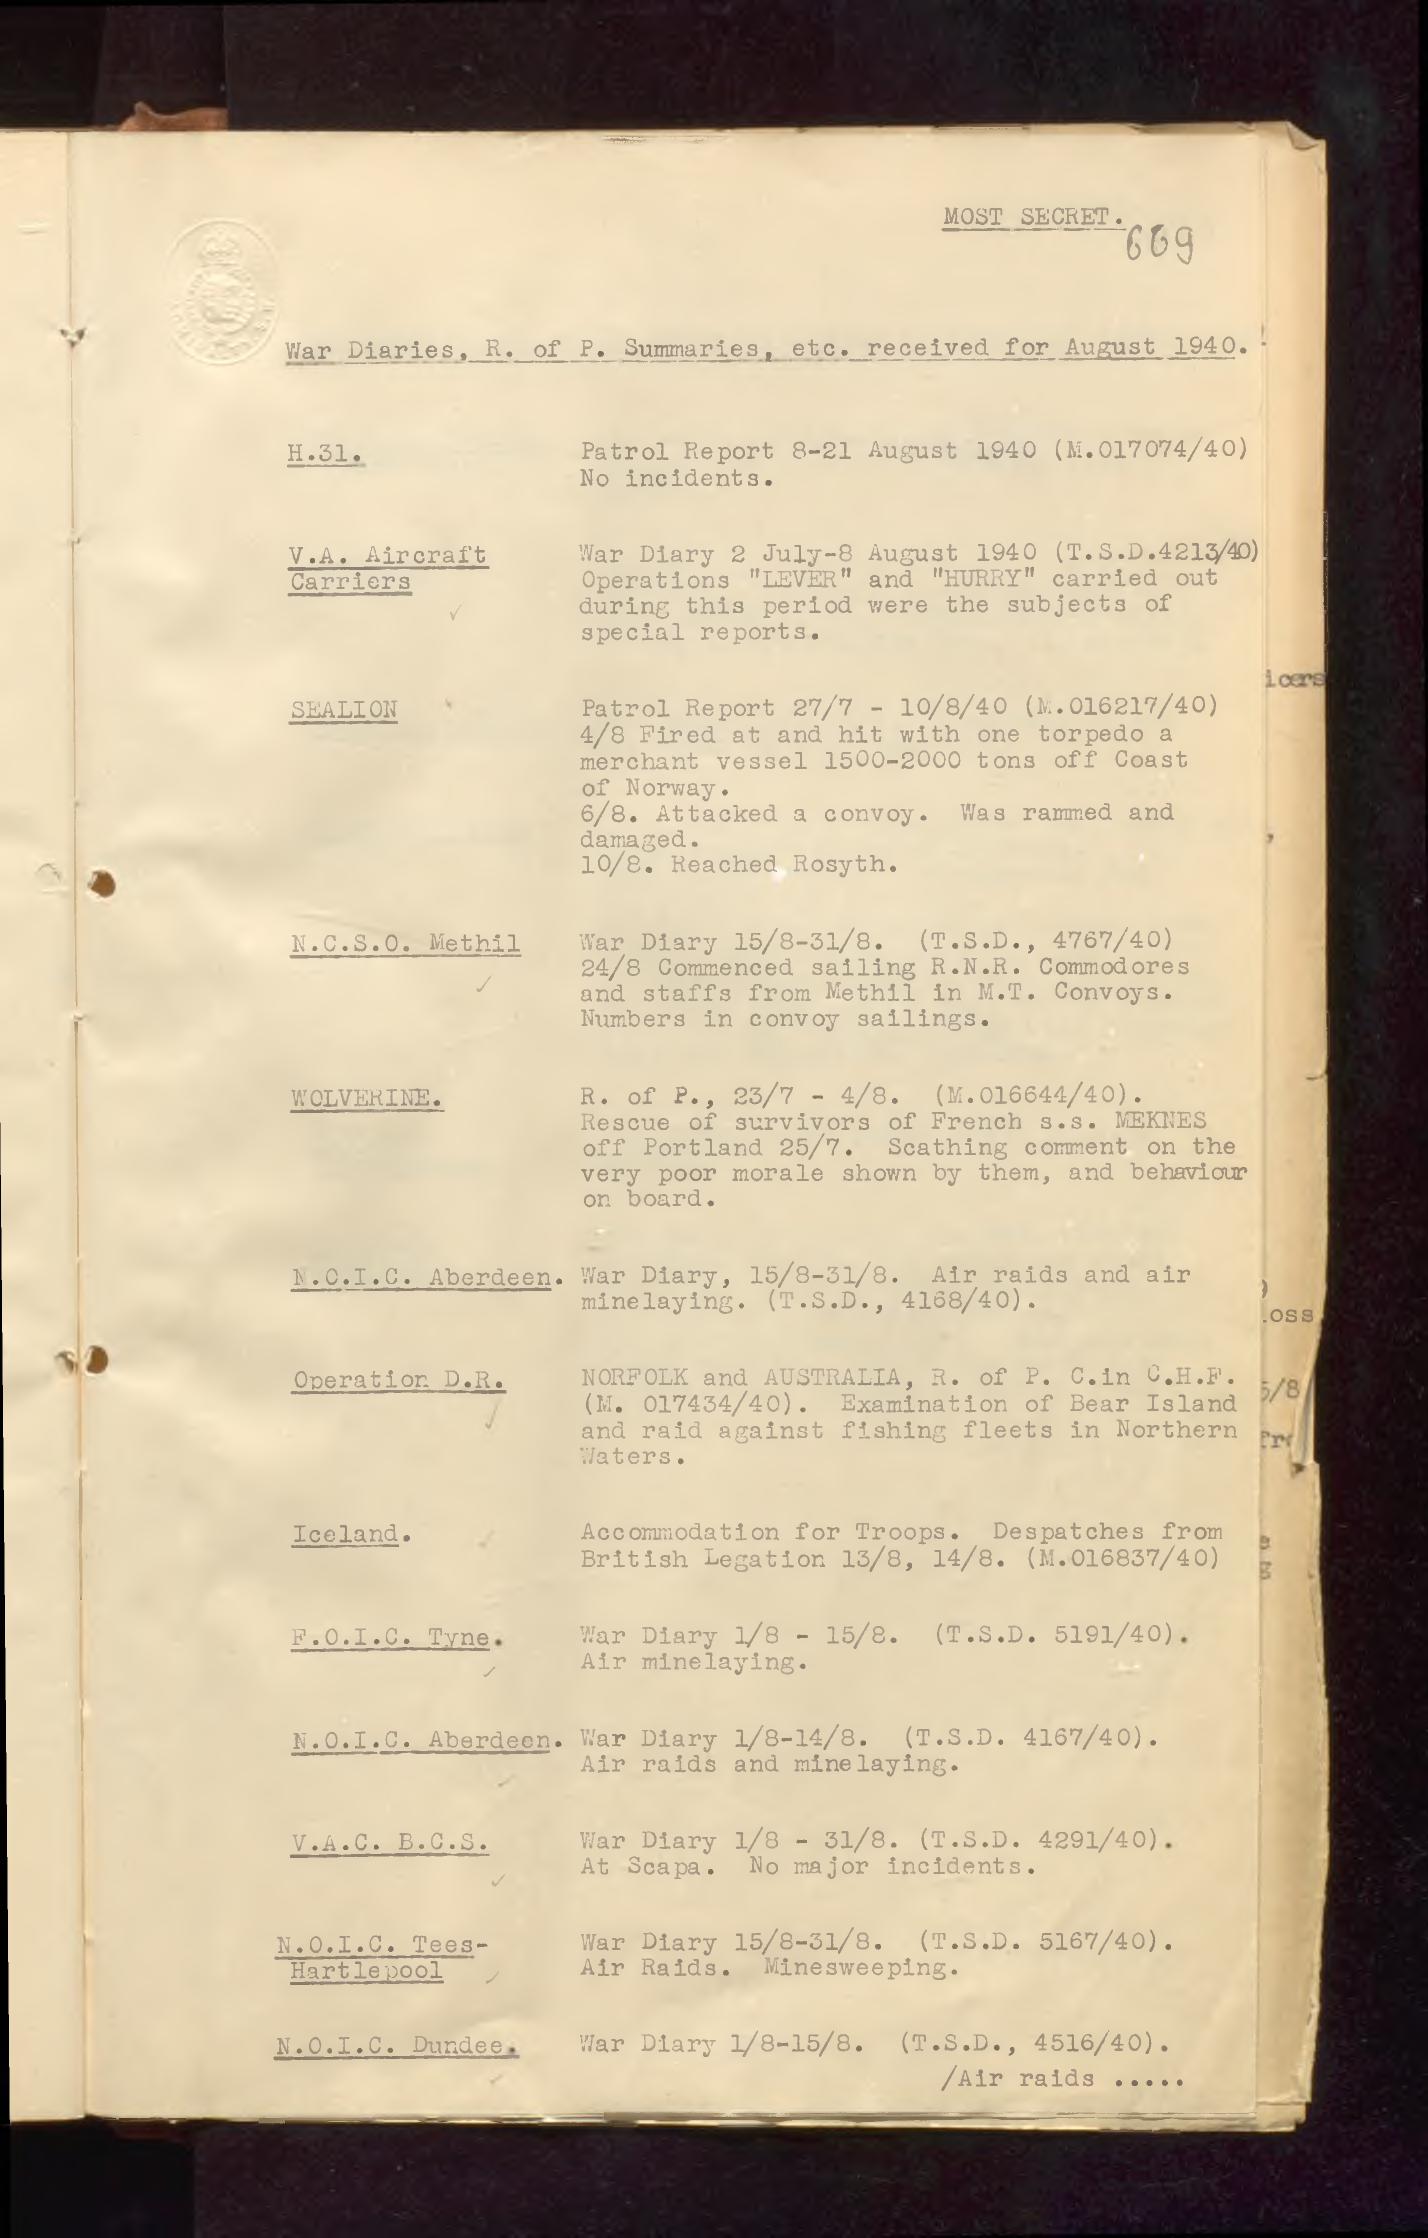 MOST SECRET.
669
War Diaries, R. of P. Summaries, etc. received for August 1940.
H.31. Patrol Report 8-21 August 1940 (M.017074/40)
No incidents.
V.A. Aircraft War Diary 2 July-8 August 1940 (T.S.D.4213/40)
Carriers Operations "LEVER" and "HURRY" carried out
during this period were the subjects of
special reports.
SEALION Patrol Report 27/7 - 10/8/40 (M.016217/40)
4/8 Fired at and hit with one torpedo a
merchant vessel 1500-2000 tons off Coast
of Norway.
6/8. Attacked a convoy. Was rammed and
damaged.
10/8. Reached Rosyth.
N.C.S.O. Methil War Diary 15/8-31/8. (T.S.D., 4767/40)
24/8 Commenced sailing R.N.R. Commodores
and staffs from Methil in M.T. Convoys.
Numbers in convoy sailings.
WOLVERINE. R. of P., 23/7 - 4/8. (M.016644/40).
Rescue of survivors of French s.s. MEKNES
off Portland 25/7. Scathing comment on the
very poor morale shown by them, and behaviour
on board.
N.C.I.C. Aberdeen. War Diary, 15/8-31/8. Air raids and air
minelaying. (T.S.D., 4168/40).
Operation D.R. NORFOLK and AUSTRALIA, R. of P. C.in C.H.F.
(M. 017434/40). Examination of Bear Island
and raid against fishing fleets in Northern
Waters.
Iceland. Accommodation for Troops. Despatches from
British Legation 13/8, 14/8. (M.016837/40)
F.O.I.C. Tyne. War Diary 1/8 - 15/8. (T.S.D. 5191/40).
Air minelaying.
N.O.I.C. Aberdeen. War Diary 1/8-14/8. (T.S.D. 4167/40).
Air raids and minelaying.
V.A.C. B.C.S. War Diary 1/8 - 31/8. (T.S.D. 4291/40).
At Scapa. No major incidents.
N.O.I.C. Tees- War Diary 15/8-31/8. (T.S.D. 5167/40).
Hartlepool Air Raids. Minesweeping.
N.O.I.C. Dundee. War Diary 1/8-15/8. (T.S.D., 4516/40).
/Air raids .....